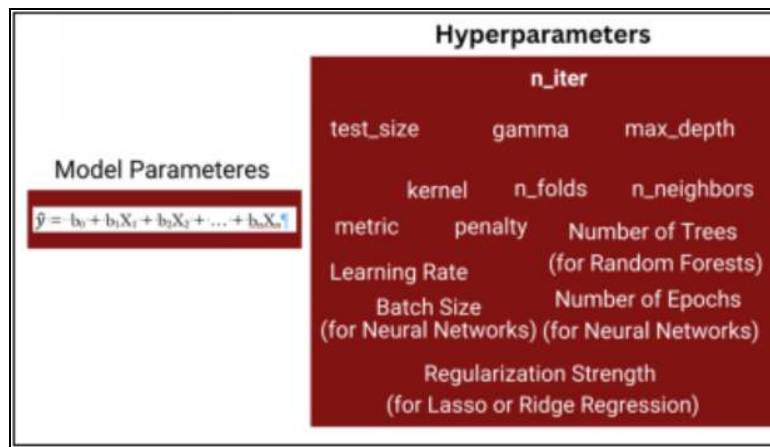 Hyperparameters
n_iter
test_size gamma max_depth
Model Parameteres
kernel n_folds n_neighbors
ŷ = b₀ + b₁X₁ + b₂X₂ + … + bₙXₙ¶
metric penalty Number of Trees
(for Random Forests)
Learning Rate
Batch Size
(for Neural Networks)
Number of Epochs
(for Neural Networks)
Regularization Strength
(for Lasso or Ridge Regression)